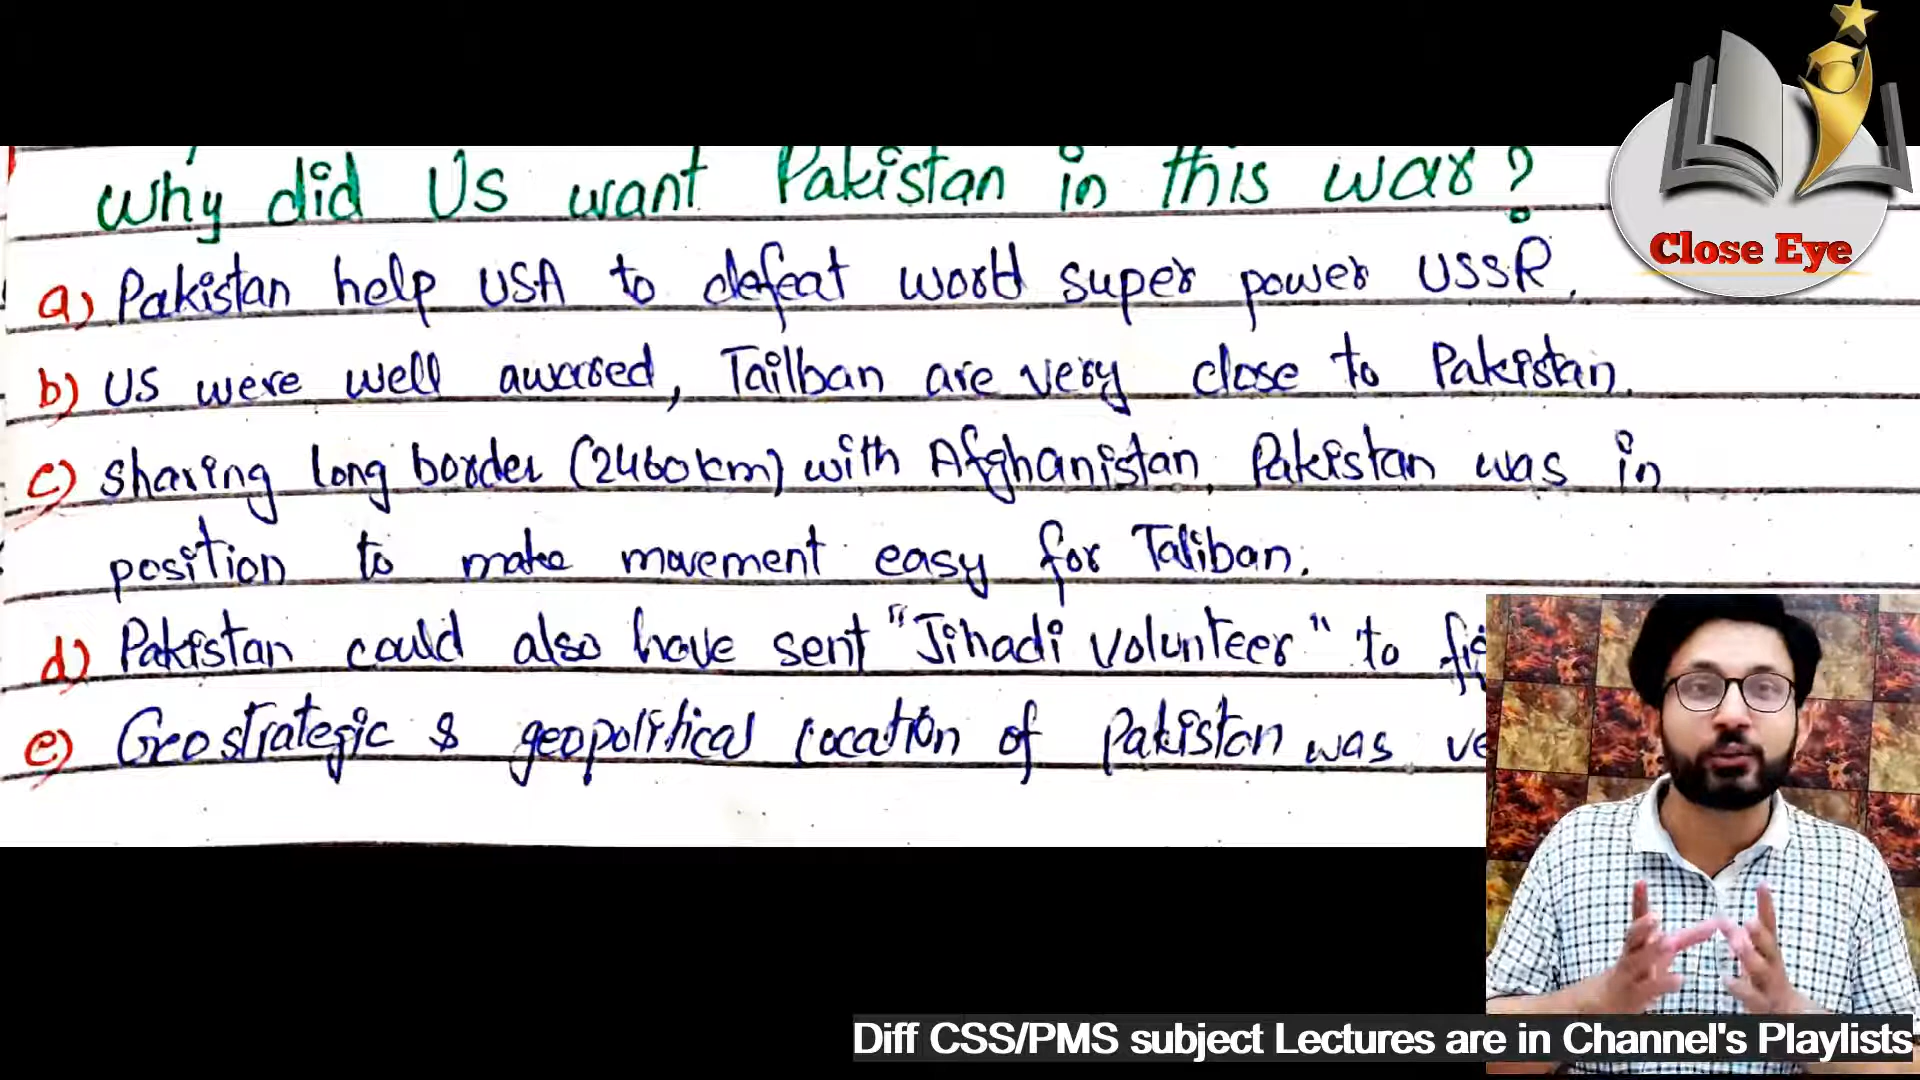 Why did Us want Pakistan in this war?
a) Pakistan help USA to defeat world super power USSR.
b) US were well awared, Tailban are very close to Pakistan.
c) Sharing long border (2460km) with Afghanistan, Pakistan was in
position to make movement easy for Taliban.
d) Pakistan could also have sent "Jihadi volunteer" to
e) Geostrategic & geopolitical location of Pakistan was
Close Eye
Diff CSS/PMS subject Lectures are in Channel's Playlists